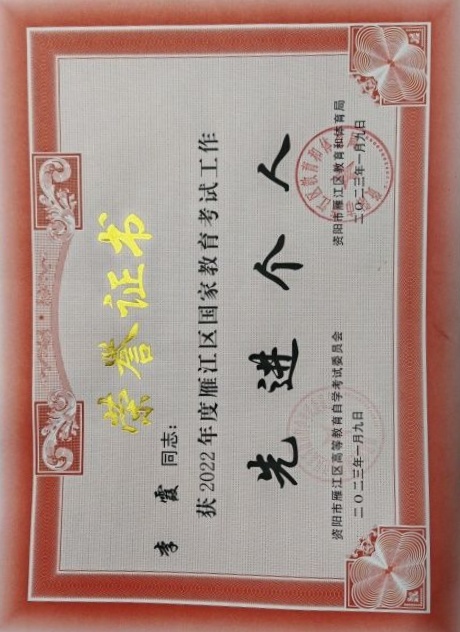 荣誉证书
李霞 同志：
获2022年度雁江区国家教育考试工作
先进个人
资阳市雁江区高等教育自学考试委员会
二〇二三年一月九日
资阳市雁江区教育和体育局
二〇二三年一月九日